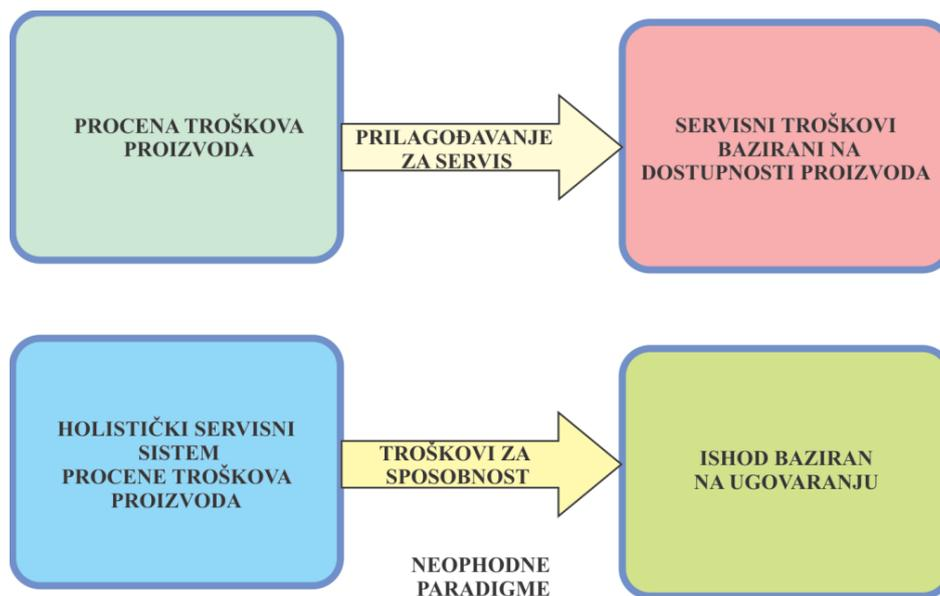 PROCENA TROŠKOVA
PROIZVODA
PRILAGOĐAVANJE
ZA SERVIS
SERVISNI TROŠKOVI
BAZIRANI NA
DOSTUPNOSTI PROIZVODA
HOLISTIČKI SERVISNI
SISTEM
PROCENE TROŠKOVA
PROIZVODA
TROŠKOVI ZA
SPOSOBNOST
ISHOD BAZIRAN
NA UGOVARANJU
NEOPHODNE
PARADIGME